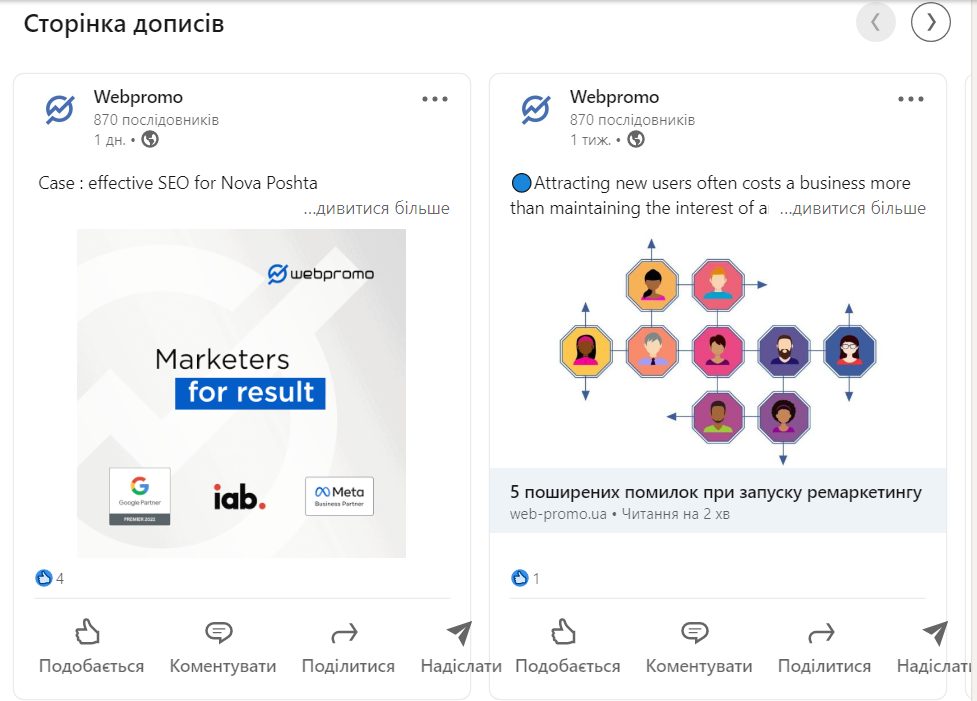 Сторінка дописів
Webpromo
870 послідовників
1 дн. •
Case : effective SEO for Nova Poshta
...дивитися більше
webpromo
Marketers
for result
Google Partner
PREMIER 2022
iab.
Meta
Business Partner
4
Подобається
Коментувати
Поділитися
Надіслати
Webpromo
870 послідовників
1 тиж. •
Attracting new users often costs a business more
than maintaining the interest of a
...дивитися більше
5 поширених помилок при запуску ремаркетингу
web-promo.ua • Читання на 2 хв
1
Подобається
Коментувати
Поділитися
Надіслат